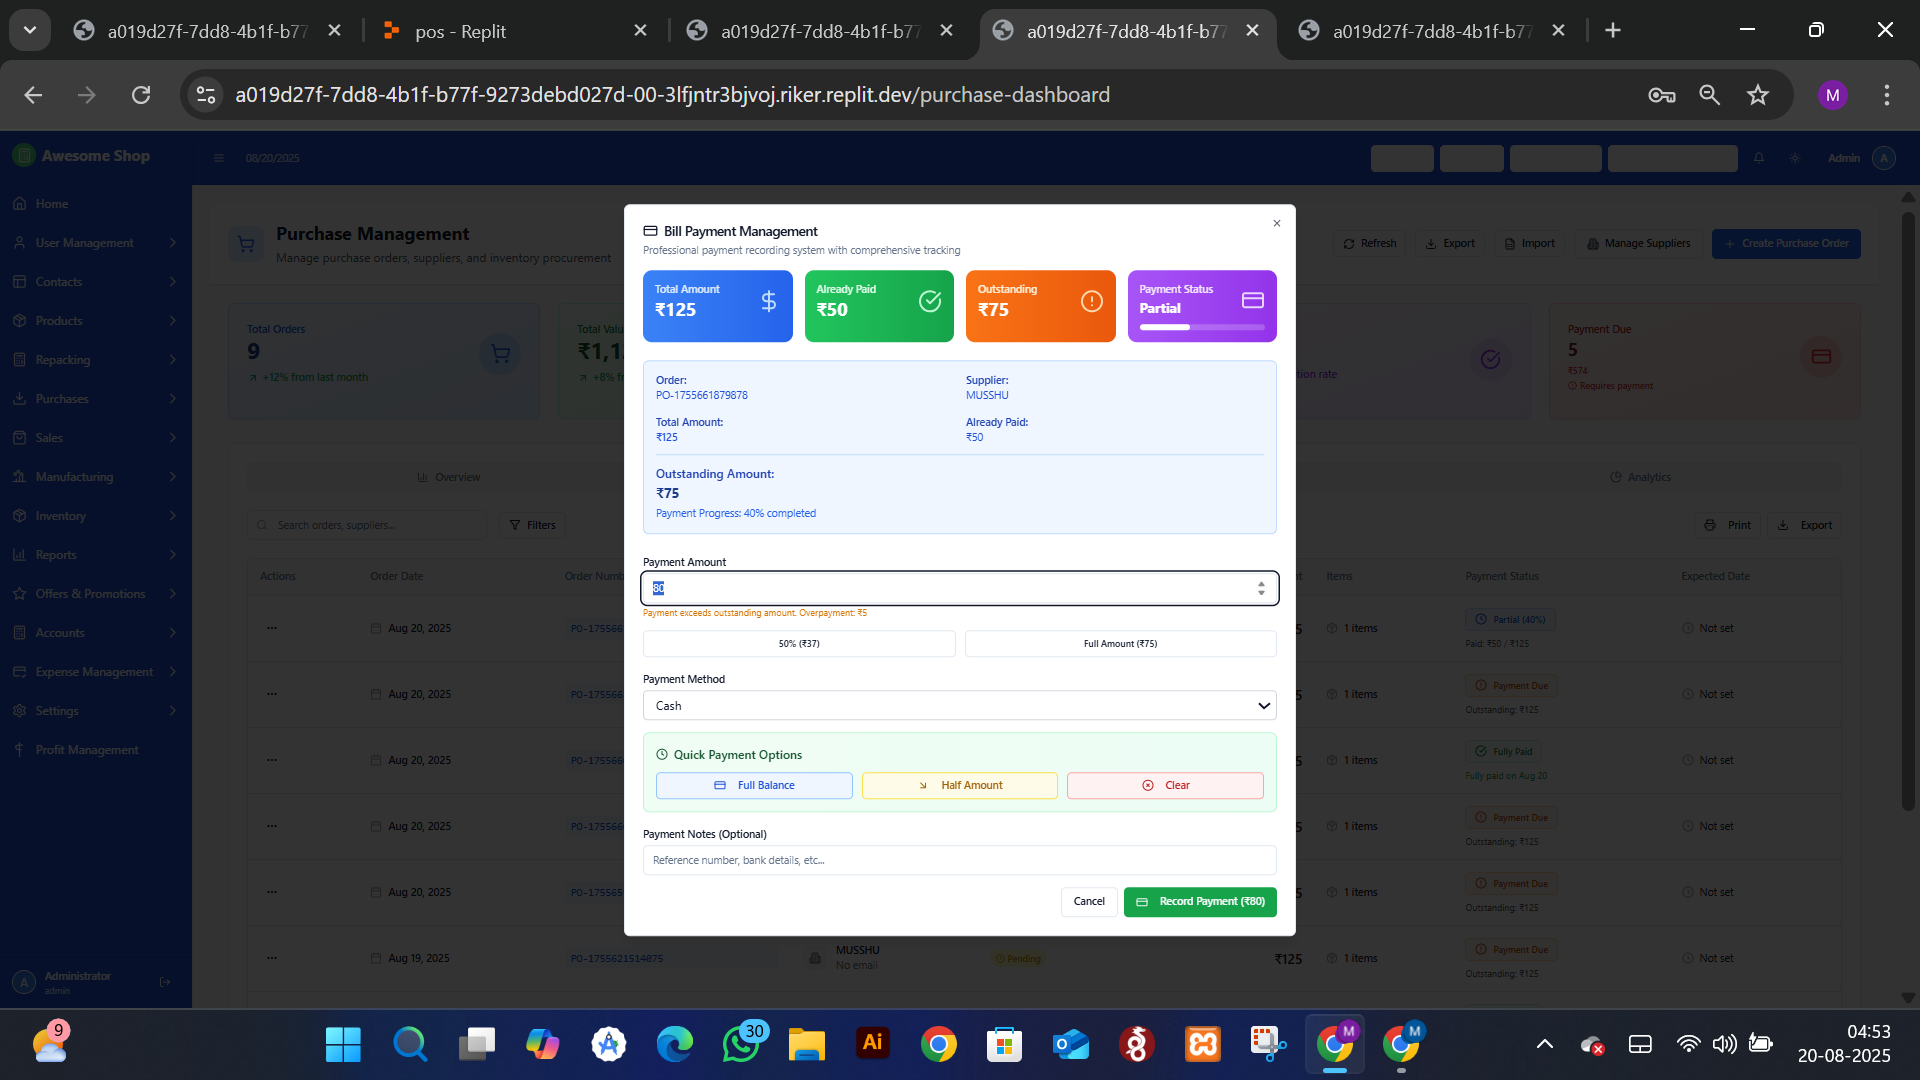 a019d27f-7dd8-4b1f-b77
pos - Replit
a019d27f-7dd8-4b1f-b77
a019d27f-7dd8-4b1f-b77
a019d27f-7dd8-4b1f-b77
a019d27f-7dd8-4b1f-b77f-9273debd027d-00-3lfjntr3bjvoj.riker.replit.dev/purchase-dashboard
M
Awesome Shop
08/20/2025
Admin
A
Home
User Management
Contacts
Products
Repacking
Purchases
Sales
Manufacturing
Inventory
Reports
Offers & Promotions
Accounts
Expense Management
Settings
Profit Management
A
Administrator
admin
Purchase Management
Manage purchase orders, suppliers, and inventory procurement
Refresh
Export
Import
Manage Suppliers
Create Purchase Order
Total Orders
9
+12% from last month
Total Valu
₹1,1
+8% fr
tion rate
Payment Due
5
₹574
Requires payment
Overview
Analytics
Search orders, suppliers...
Filters
Print
Export
Actions
Order Date
Order Numb
Items
Payment Status
Expected Date
Aug 20, 2025
PO-175566
1 items
Partial (40%)
Paid: ₹50 / ₹125
Not set
Aug 20, 2025
PO-175566
1 items
Payment Due
Outstanding: ₹125
Not set
Aug 20, 2025
PO-175566
1 items
Fully Paid
Fully paid on Aug 20
Not set
Aug 20, 2025
PO-175566
1 items
Payment Due
Outstanding: ₹125
Not set
Aug 20, 2025
PO-175565
1 items
Payment Due
Outstanding: ₹125
Not set
Aug 19, 2025
PO-1755621514875
MUSSHU
No email
Pending
₹125
1 items
Payment Due
Outstanding: ₹125
Not set
Bill Payment Management
Professional payment recording system with comprehensive tracking
Total Amount
₹125
Already Paid
₹50
Outstanding
₹75
Payment Status
Partial
Order:
PO-1755661879878
Supplier:
MUSSHU
Total Amount:
₹125
Already Paid:
₹50
Outstanding Amount:
₹75
Payment Progress: 40% completed
Payment Amount
80
Payment exceeds outstanding amount. Overpayment: ₹5
50% (₹37)
Full Amount (₹75)
Payment Method
Cash
Quick Payment Options
Full Balance
Half Amount
Clear
Payment Notes (Optional)
Reference number, bank details, etc...
Cancel
Record Payment (₹80)
9
30
Ai
M
M
04:53
20-08-2025